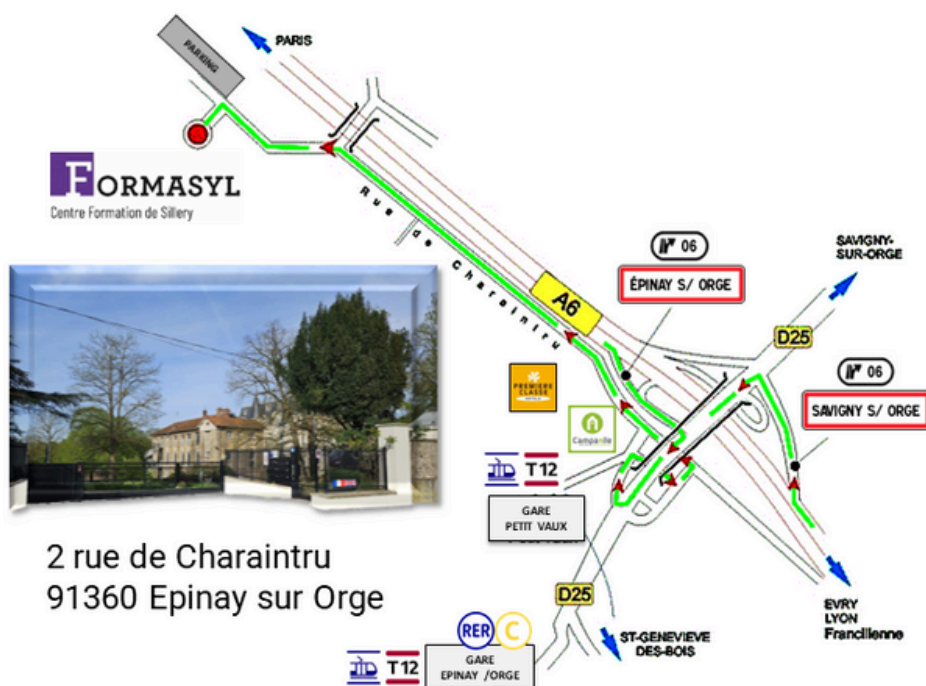 PARKING
PARIS
FORMASYL
Centre Formation de Sillery
Rue de Charaintru
06
ÉPINAY S/ ORGE
SAVIGNY-
SUR-ORGE
A6
D25
06
SAVIGNY S/ ORGE
PREMIERE
CLASSE
Campanile
T12
GARE
PETIT VAUX
2 rue de Charaintru
91360 Epinay sur Orge
D25
EVRY
LYON
Francilienne
RER C
ST-GENEVIEVE
DES-BOIS
T12
GARE
EPINAY /ORGE